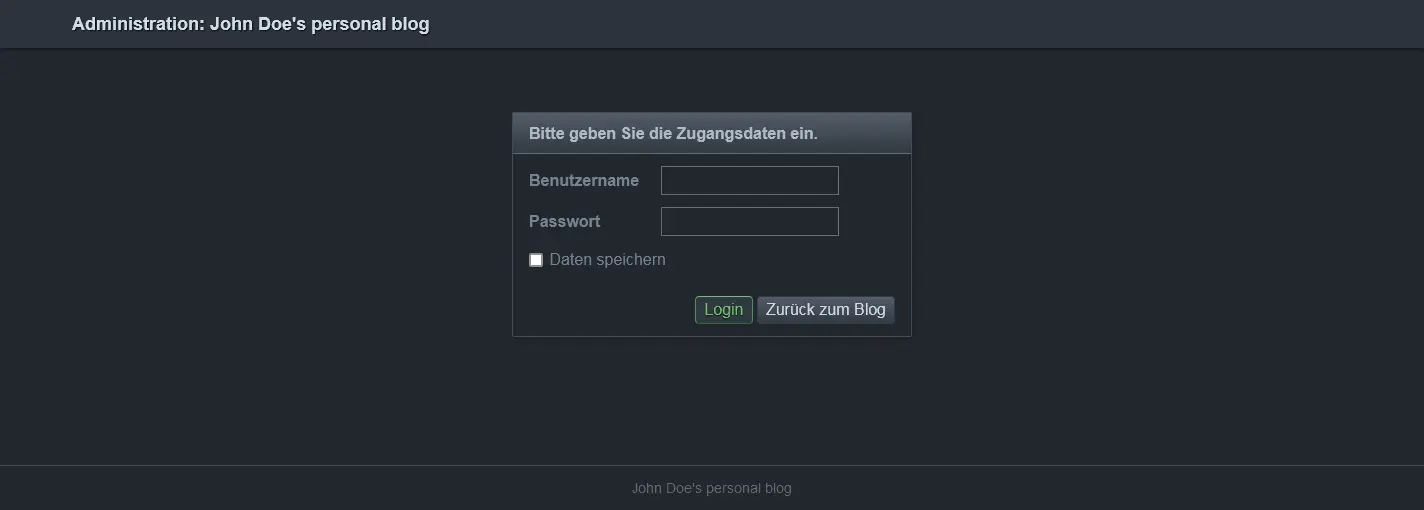 Administration: John Doe's personal blog
Bitte geben Sie die Zugangsdaten ein.
Benutzername
Passwort
Daten speichern
Login Zurück zum Blog
John Doe's personal blog